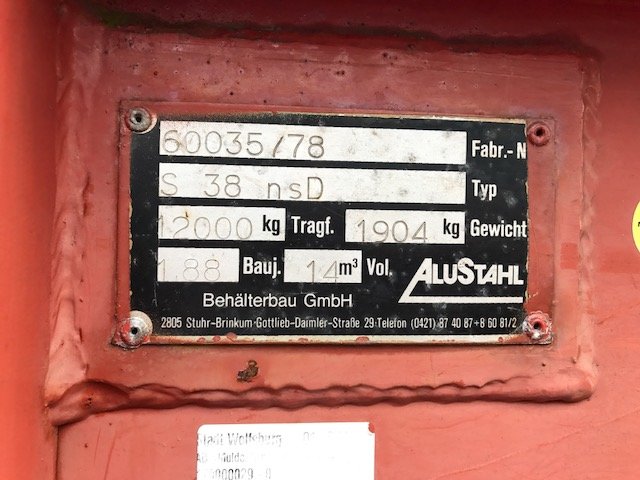 60035/78 Fabr.-N
S 38 nsD Typ
12000 kg Tragf. 1904 kg Gewicht
1.88 Bauj. 14 m³ Vol. ALUSTAHL
Behälterbau GmbH
2805 Stuhr-Brinkum·Gottlieb-Daimler-Straße 29·Telefon (0421) 87 40 87+8 60 81/2
Stadt Wolfsburg